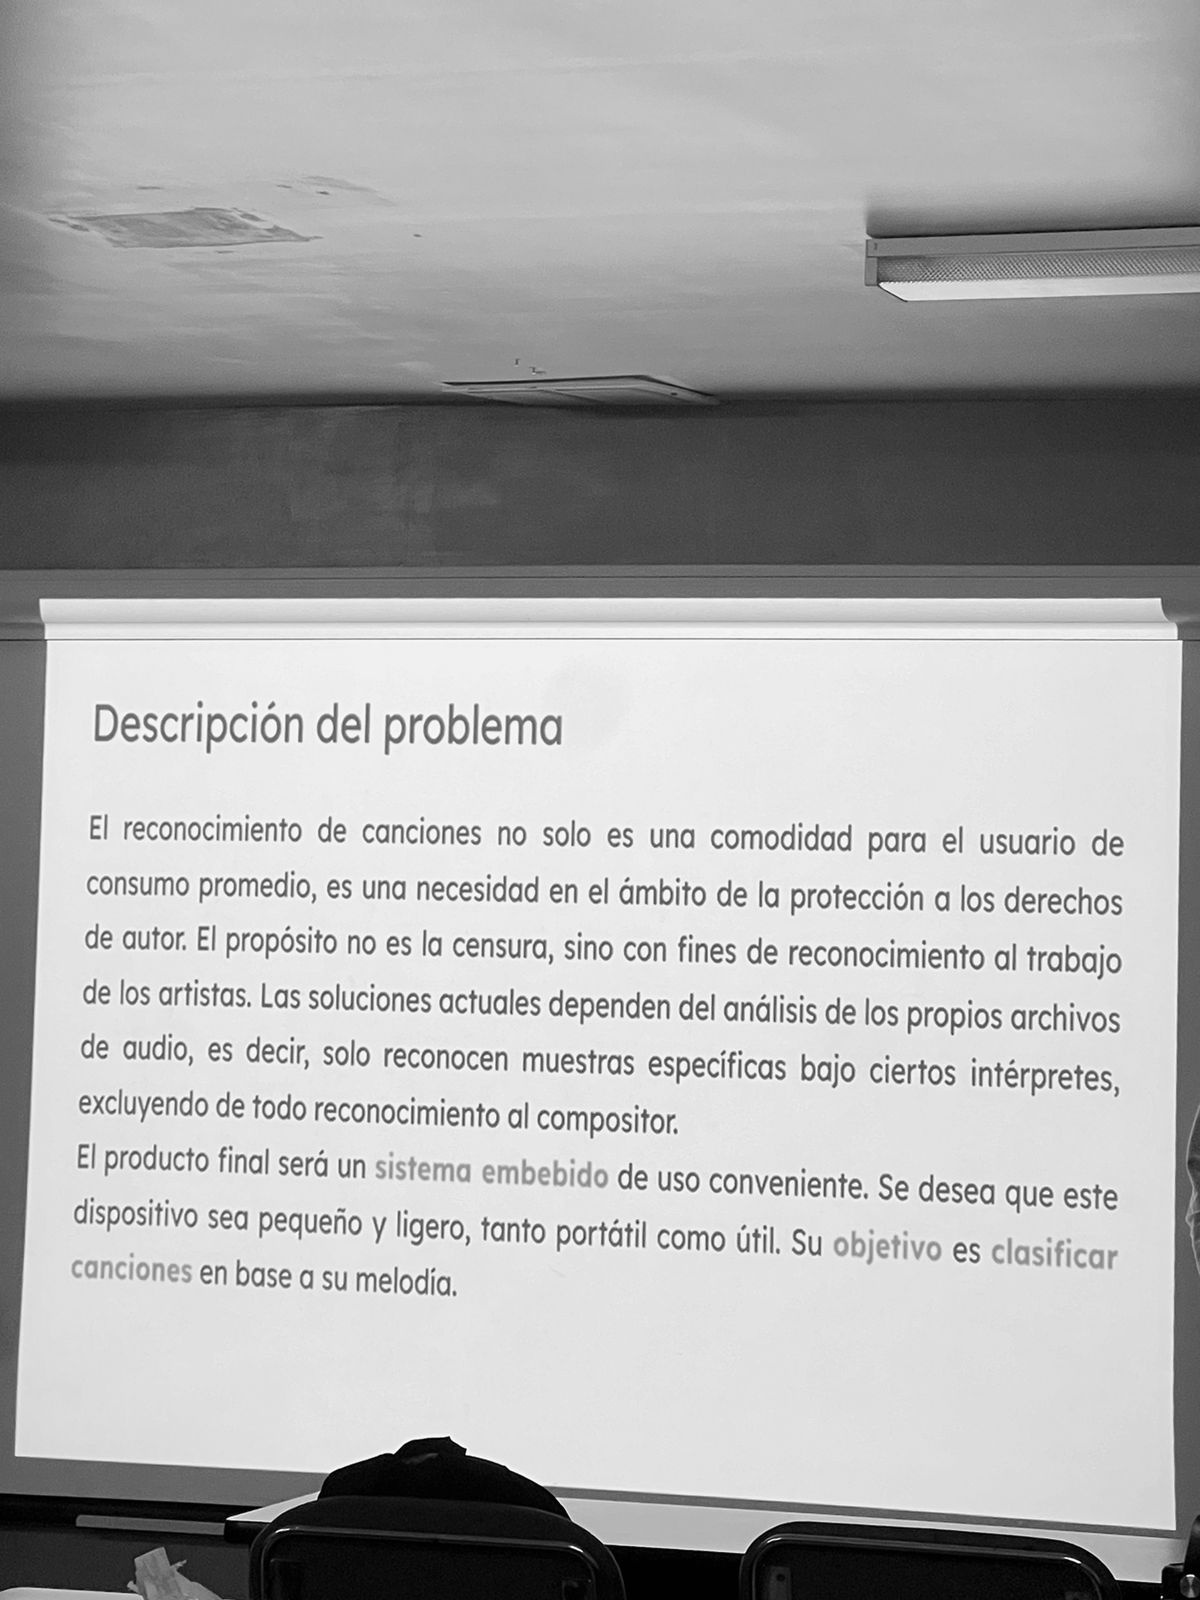 Descripción del problema
El reconocimiento de canciones no solo es una comodidad para el usuario de
consumo promedio, es una necesidad en el ámbito de la protección a los derechos
de autor. El propósito no es la censura, sino con fines de reconocimiento al trabajo
de los artistas. Las soluciones actuales dependen del análisis de los propios archivos
de audio, es decir, solo reconocen muestras específicas bajo ciertos intérpretes,
excluyendo de todo reconocimiento al compositor.
El producto final será un sistema embebido de uso conveniente. Se desea que este
dispositivo sea pequeño y ligero, tanto portátil como útil. Su objetivo es clasificar
canciones en base a su melodía.